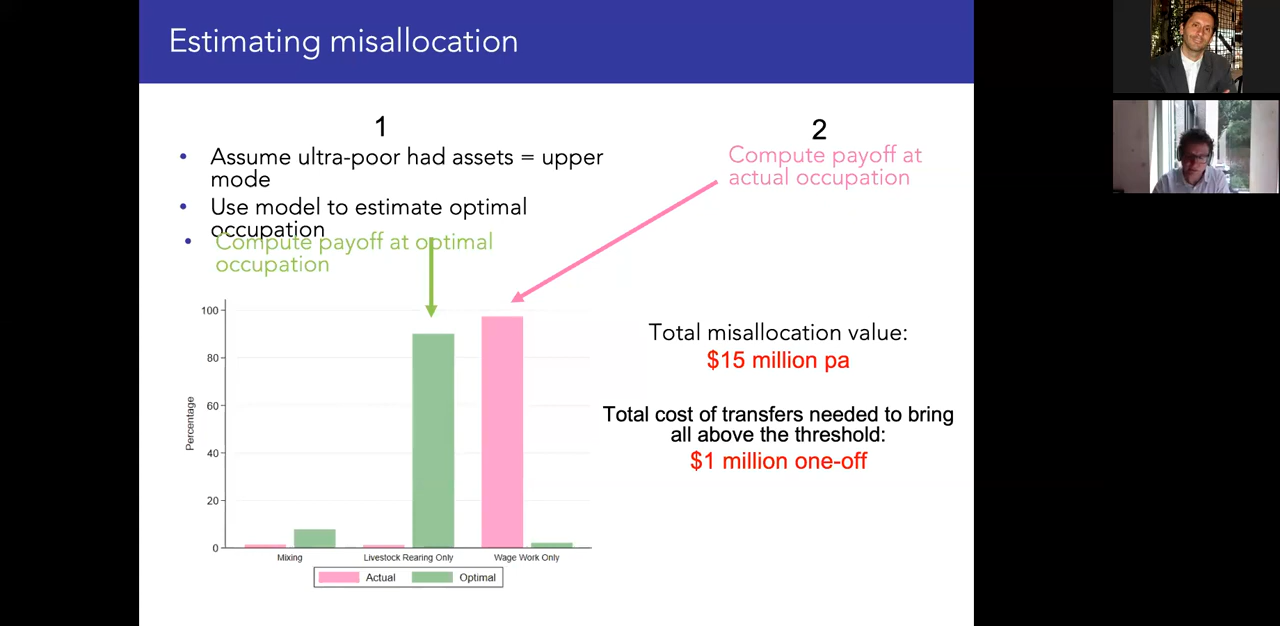 Estimating misallocation
1
• Assume ultra-poor had assets = upper
mode
• Use model to estimate optimal
occupation
• Compute payoff at optimal
occupation
2
Compute payoff at
actual occupation
Percentage
100
80
60
40
20
0
Mixing
Livestock Rearing Only
Wage Work Only
Actual
Optimal
Total misallocation value:
$15 million pa
Total cost of transfers needed to bring
all above the threshold:
$1 million one-off